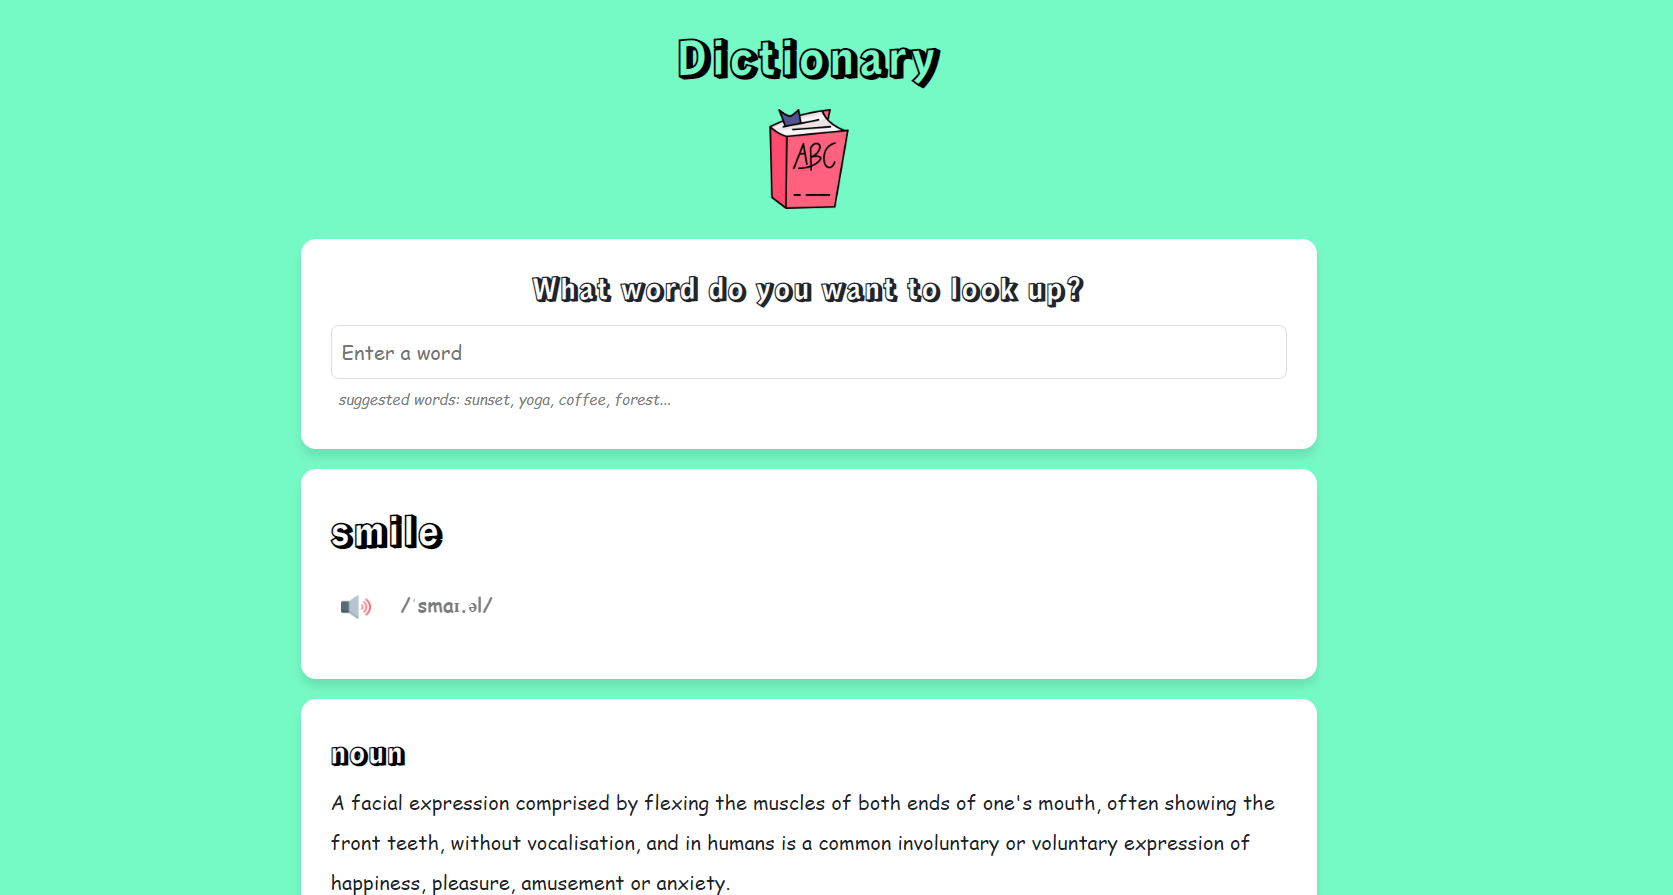 Dictionary
ABC
What word do you want to look up?
Enter a word
suggested words: sunset, yoga, coffee, forest...
smile
/ˈsmaɪ.əl/
noun
A facial expression comprised by flexing the muscles of both ends of one's mouth, often showing the
front teeth, without vocalisation, and in humans is a common involuntary or voluntary expression of
happiness, pleasure, amusement or anxiety.